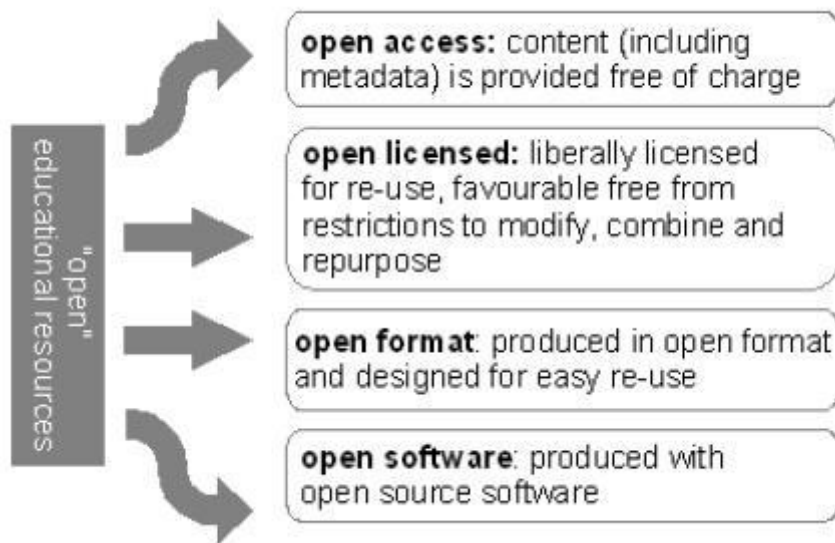 "open"
educational resources
open access: content (including
metadata) is provided free of charge
open licensed: liberally licensed
for re-use, favourable free from
restrictions to modify, combine and
repurpose
open format: produced in open format
and designed for easy re-use
open software: produced with
open source software